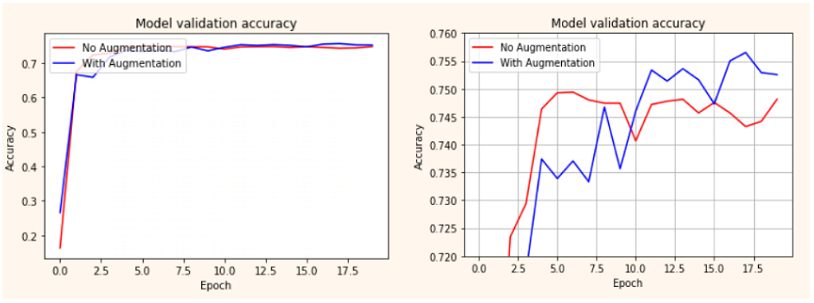 Model validation accuracy
No Augmentation
With Augmentation
0.7
0.6
0.5
0.4
0.3
0.2
Accuracy
0.0 2.5 5.0 7.5 10.0 12.5 15.0 17.5
Epoch
Model validation accuracy
No Augmentation
With Augmentation
0.760
0.755
0.750
0.745
0.740
0.735
0.730
0.725
0.720
Accuracy
0.0 2.5 5.0 7.5 10.0 12.5 15.0 17.5
Epoch